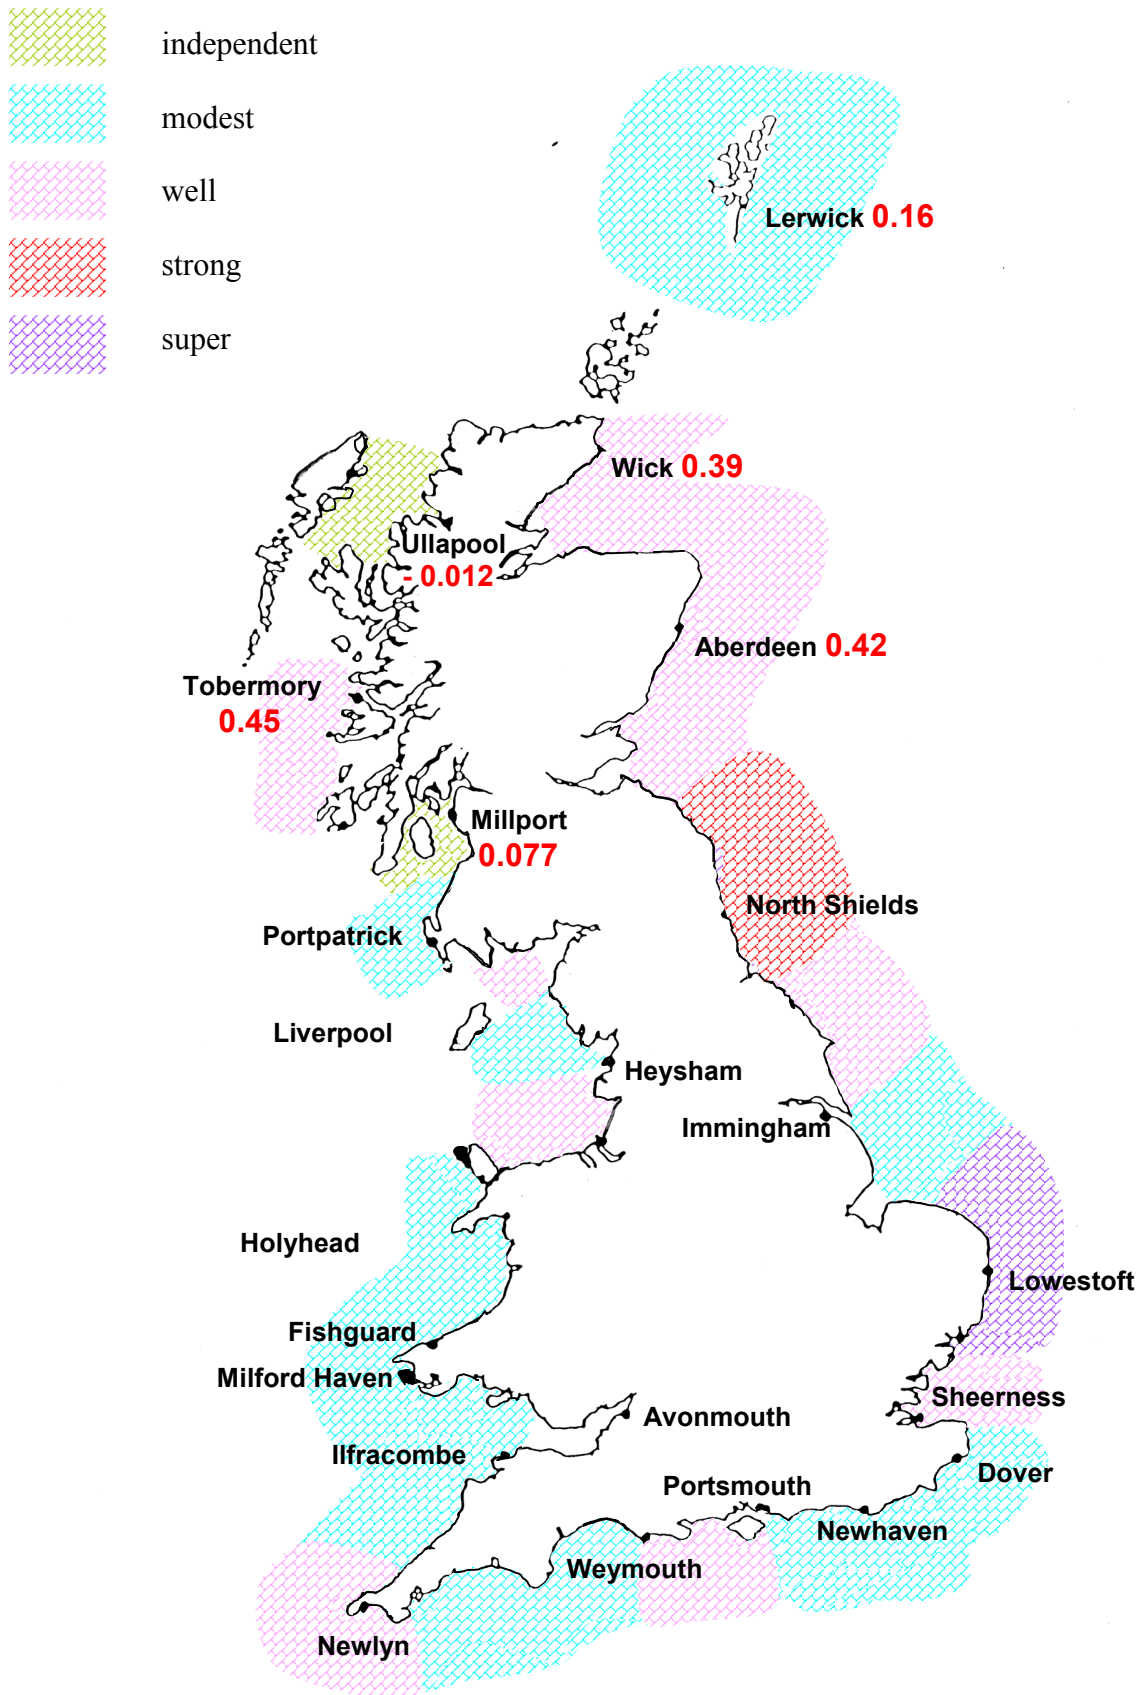 independent
modest
well
strong
super
Lerwick 0.16
Wick 0.39
Ullapool
- 0.012
Aberdeen 0.42
Tobermory
0.45
Millport
0.077
North Shields
Portpatrick
Liverpool
Heysham
Immingham
Holyhead
Lowestoft
Fishguard
Milford Haven
Sheerness
Avonmouth
Ilfracombe
Dover
Portsmouth
Newhaven
Weymouth
Newlyn